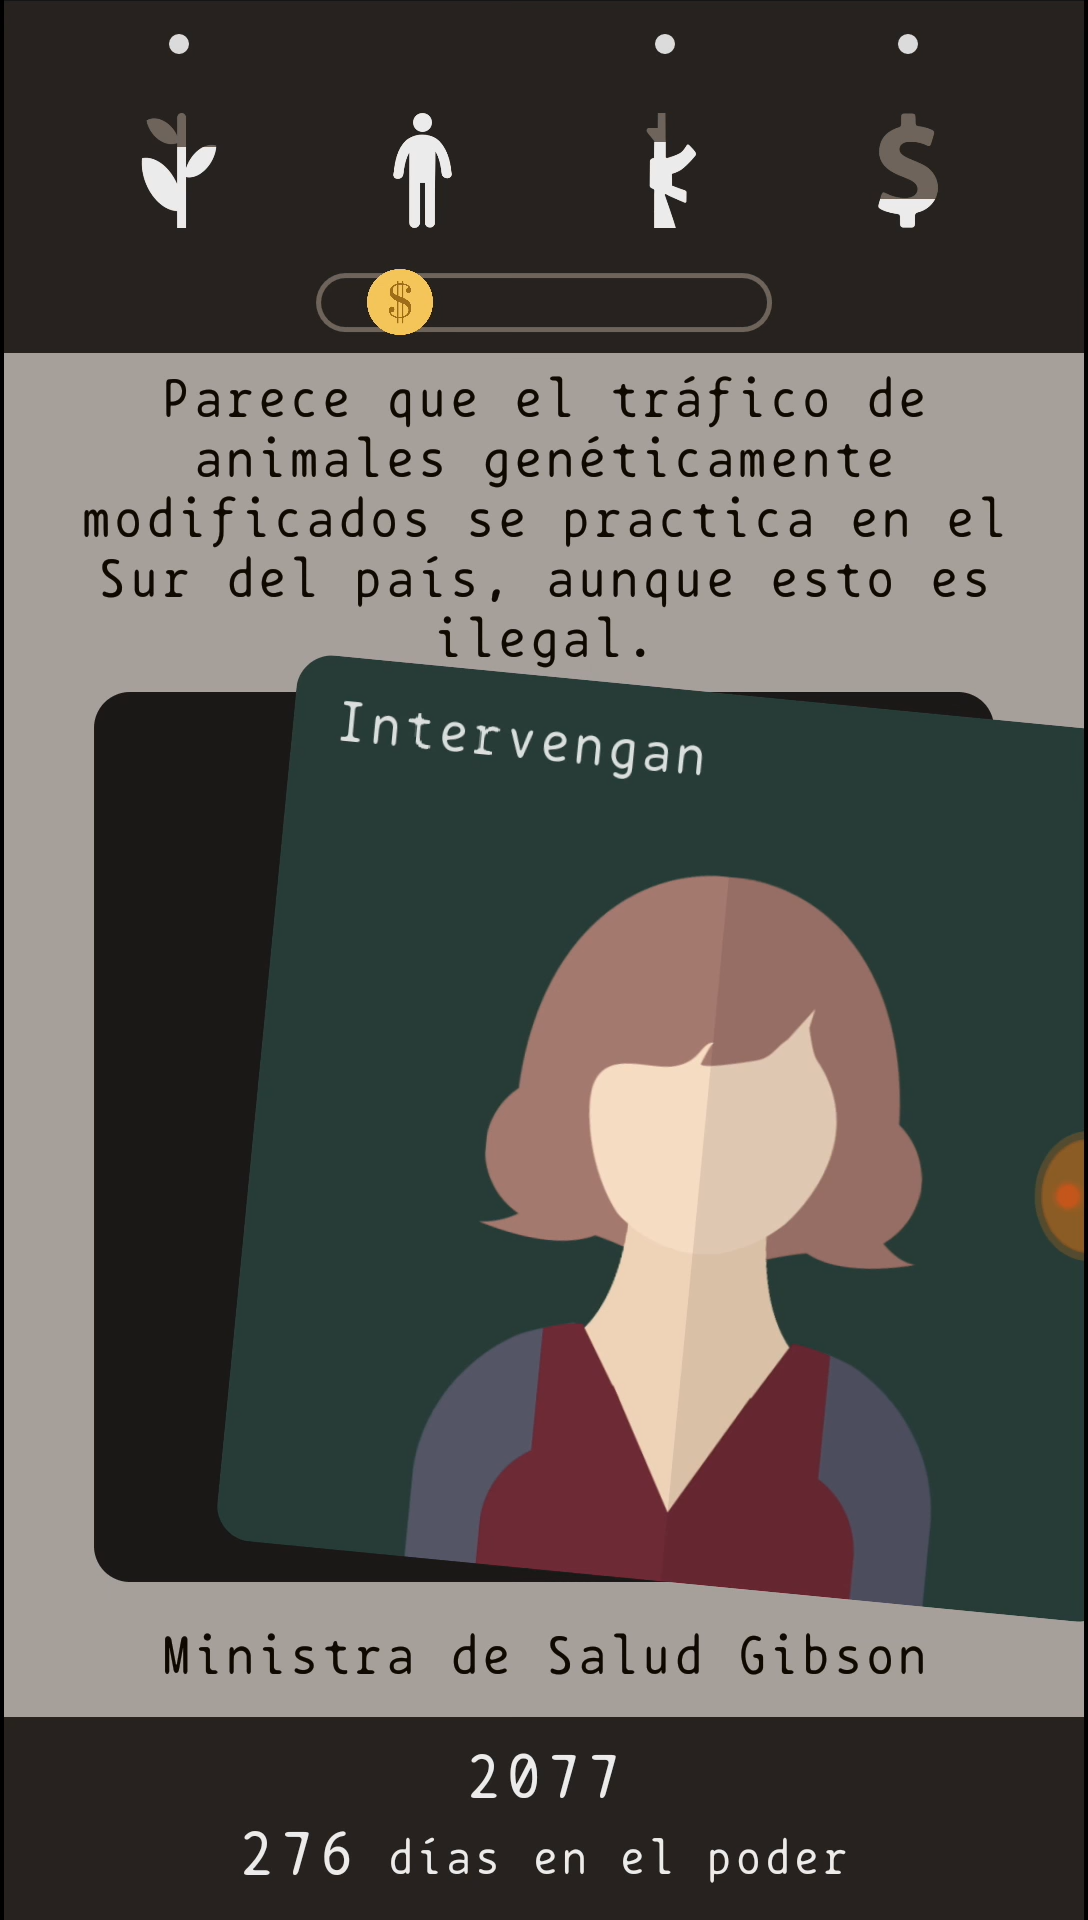 $
Parece que el tráfico de
animales genéticamente
modificados se practica en el
Sur del país, aunque esto es
ilegal.
Intervengan
Ministra de Salud Gibson
2077
276 días en el poder